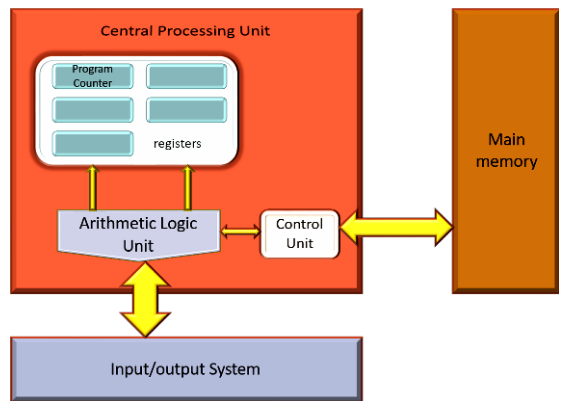 Central Processing Unit
Program
Counter
registers
Main
memory
Arithmetic Logic
Unit
Control
Unit
Input/output System